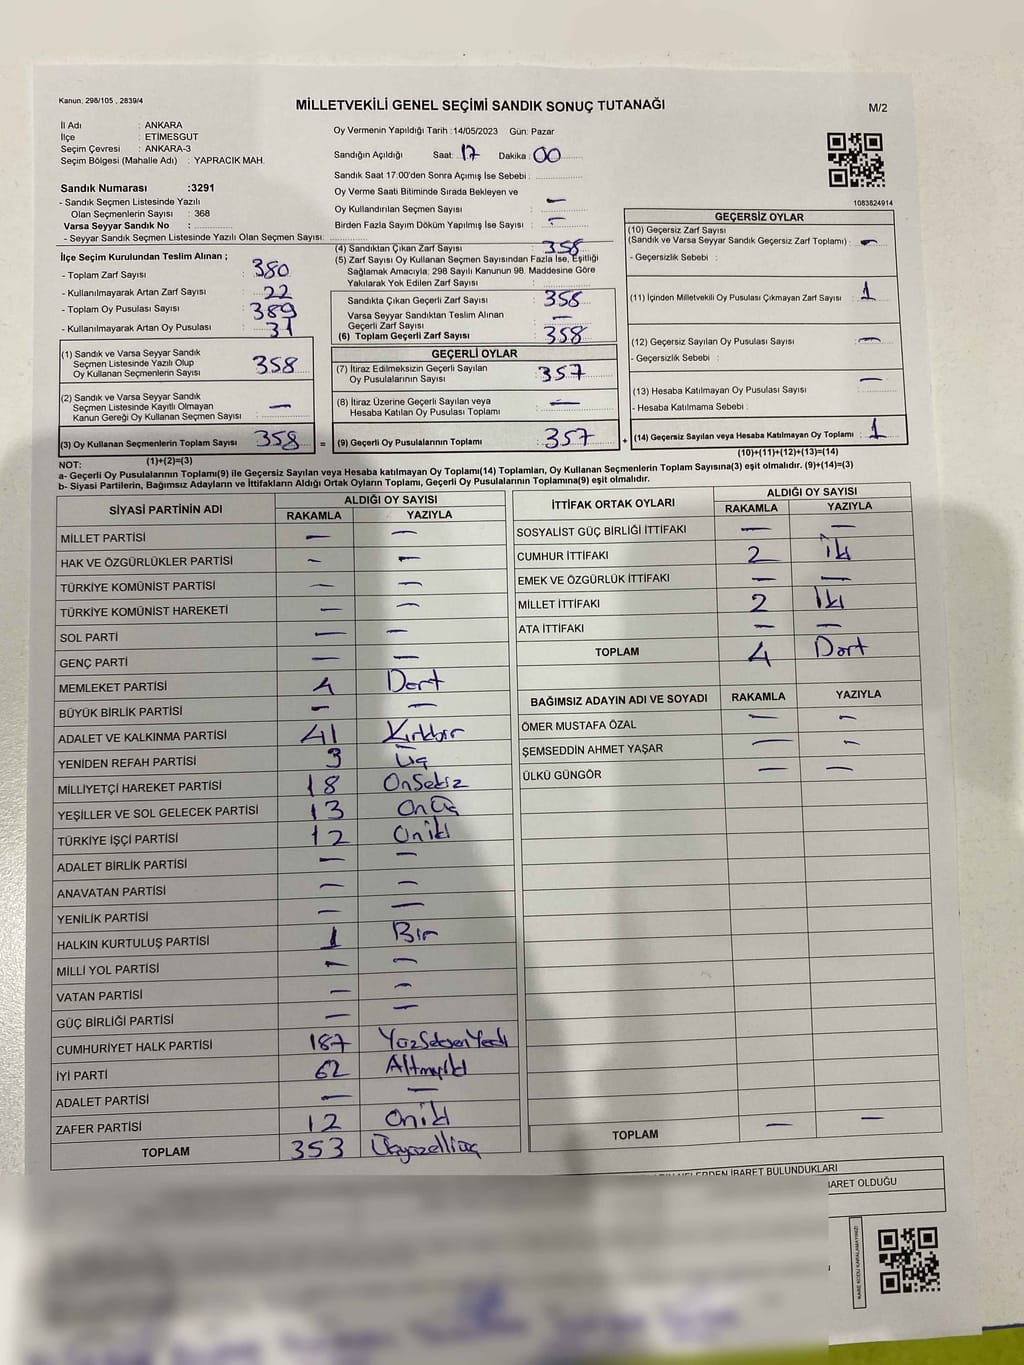 Kanun: 298/105 , 2839/4
MİLLETVEKİLİ GENEL SEÇİMİ SANDIK SONUÇ TUTANAĞI
M/2
İl Adı : ANKARA
İlçe : ETİMESGUT
Seçim Çevresi : ANKARA-3
Seçim Bölgesi (Mahalle Adı) : YAPRACIK MAH.
Sandık Numarası :3291
- Sandık Seçmen Listesinde Yazılı
Olan Seçmenlerin Sayısı : 368
Varsa Seyyar Sandık No :
- Seyyar Sandık Seçmen Listesinde Yazılı Olan Seçmen Sayısı:
İlçe Seçim Kurulundan Teslim Alınan ;
- Toplam Zarf Sayısı : 380
- Kullanılmayarak Artan Zarf Sayısı : 22
- Toplam Oy Pusulası Sayısı : 389
- Kullanılmayarak Artan Oy Pusulası : 31
(1) Sandık ve Varsa Seyyar Sandık
Seçmen Listesinde Yazılı Olup
Oy Kullanan Seçmenlerin Sayısı : 358
(2) Sandık ve Varsa Seyyar Sandık
Seçmen Listesinde Kayıtlı Olmayan
Kanun Gereği Oy Kullanan Seçmen Sayısı : —
(3) Oy Kullanan Seçmenlerin Toplam Sayısı : 358
(1)+(2)=(3)
Oy Vermenin Yapıldığı Tarih :14/05/2023 Gün: Pazar
Sandığın Açıldığı Saat: 17 Dakika : 00
Sandık Saat 17.00'den Sonra Açımış İse Sebebi :
Oy Verme Saati Bitiminde Sırada Bekleyen ve
Oy Kullandırılan Seçmen Sayısı : —
Birden Fazla Sayım Döküm Yapılmış İse Sayısı : —
(4) Sandıktan Çıkan Zarf Sayısı : 358
(5) Zarf Sayısı Oy Kullanan Seçmen Sayısından Fazla İse, Eşitliği
Sağlamak Amacıyla; 298 Sayılı Kanunun 98. Maddesine Göre
Yakılarak Yok Edilen Zarf Sayısı :
Sandıkta Çıkan Geçerli Zarf Sayısı : 358
Varsa Seyyar Sandıktan Teslim Alınan
Geçerli Zarf Sayısı : —
(6) Toplam Geçerli Zarf Sayısı : 358
GEÇERLİ OYLAR
(7) İtiraz Edilmeksizin Geçerli Sayılan
Oy Pusulalarının Sayısı : 357
(8) İtiraz Üzerine Geçerli Sayılan veya
Hesaba Katılan Oy Pusulası Toplamı : —
= (9) Geçerli Oy Pusulalarının Toplamı : 357
1083824914
GEÇERSİZ OYLAR
(10) Geçersiz Zarf Sayısı
(Sandık ve Varsa Seyyar Sandık Geçersiz Zarf Toplamı) : —
- Geçersizlik Sebebi :
(11) İçinden Milletvekili Oy Pusulası Çıkmayan Zarf Sayısı : 1
(12) Geçersiz Sayılan Oy Pusulası Sayısı : —
- Geçersizlik Sebebi :
(13) Hesaba Katılmayan Oy Pusulası Sayısı : —
- Hesaba Katılmama Sebebi :
+ (14) Geçersiz Sayılan veya Hesaba Katılmayan Oy Toplamı : 1
(10)+(11)+(12)+(13)=(14)
NOT:
a- Geçerli Oy Pusulalarının Toplamı(9) ile Geçersiz Sayılan veya Hesaba katılmayan Oy Toplamı(14) Toplamları, Oy Kullanan Seçmenlerin Toplam Sayısına(3) eşit olmalıdır. (9)+(14)=(3)
b- Siyasi Partilerin, Bağımsız Adayların ve İttifakların Aldığı Ortak Oyların Toplamı, Geçerli Oy Pusulalarının Toplamına(9) eşit olmalıdır.
SİYASİ PARTİNİN ADI ALDIĞI OY SAYISI
RAKAMLA YAZIYLA
MİLLET PARTİSİ — —
HAK VE ÖZGÜRLÜKLER PARTİSİ — —
TÜRKİYE KOMÜNİST PARTİSİ — —
TÜRKİYE KOMÜNİST HAREKETİ — —
SOL PARTİ — —
GENÇ PARTİ — —
MEMLEKET PARTİSİ 4 Dört
BÜYÜK BİRLİK PARTİSİ — —
ADALET VE KALKINMA PARTİSİ 41 Kırkbir
YENİDEN REFAH PARTİSİ 3 Üç
MİLLİYETÇİ HAREKET PARTİSİ 18 OnSekiz
YEŞİLLER VE SOL GELECEK PARTİSİ 13 OnÜç
TÜRKİYE İŞÇİ PARTİSİ 12 Oniki
ADALET BİRLİK PARTİSİ — —
ANAVATAN PARTİSİ — —
YENİLİK PARTİSİ — —
HALKIN KURTULUŞ PARTİSİ 1 Bir
MİLLİ YOL PARTİSİ — —
VATAN PARTİSİ — —
GÜÇ BİRLİĞİ PARTİSİ — —
CUMHURİYET HALK PARTİSİ 187 YüzSeksenYedi
İYİ PARTİ 62 Altmışiki
ADALET PARTİSİ — —
ZAFER PARTİSİ 12 Oniki
TOPLAM 353 Üçyüzelliüç
İTTİFAK ORTAK OYLARI ALDIĞI OY SAYISI
RAKAMLA YAZIYLA
SOSYALİST GÜÇ BİRLİĞİ İTTİFAKI — —
CUMHUR İTTİFAKI 2 İki
EMEK VE ÖZGÜRLÜK İTTİFAKI — —
MİLLET İTTİFAKI 2 İki
ATA İTTİFAKI — —
TOPLAM 4 Dört
BAĞIMSIZ ADAYIN ADI VE SOYADI RAKAMLA YAZIYLA
ÖMER MUSTAFA ÖZAL — —
ŞEMSEDDİN AHMET YAŞAR — —
ÜLKÜ GÜNGÖR — —
TOPLAM — —
İBARET BULUNDUKLARI
OLDUĞU